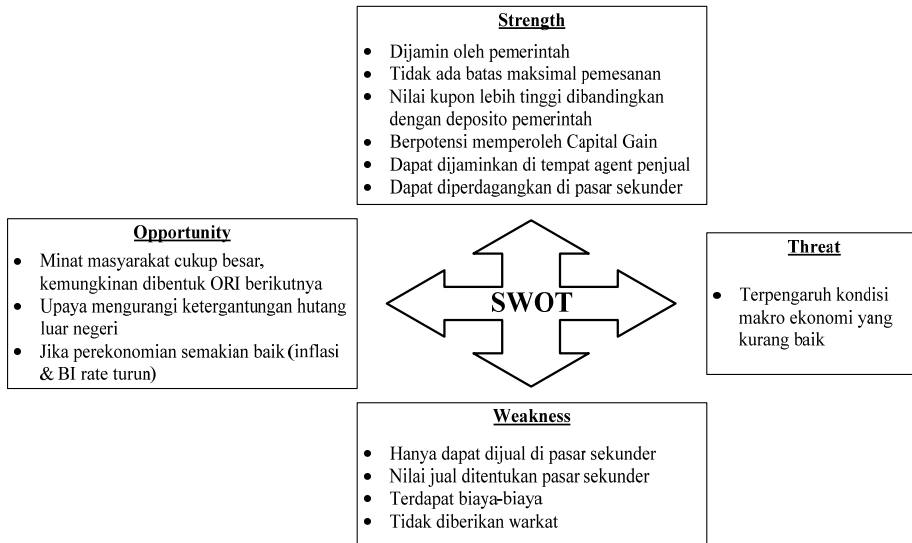 Strength
• Dijamin oleh pemerintah
• Tidak ada batas maksimal pemesanan
• Nilai kupon lebih tinggi dibandingkan
dengan deposito pemerintah
• Berpotensi memperoleh Capital Gain
• Dapat dijaminkan di tempat agent penjual
• Dapat diperdagangkan di pasar sekunder
Opportunity
• Minat masyarakat cukup besar,
kemungkinan dibentuk ORI berikutnya
• Upaya mengurangi ketergantungan hutang
luar negeri
• Jika perekonomian semakian baik (inflasi
& BI rate turun)
SWOT
Threat
• Terpengaruh kondisi
makro ekonomi yang
kurang baik
Weakness
• Hanya dapat dijual di pasar sekunder
• Nilai jual ditentukan pasar sekunder
• Terdapat biaya-biaya
• Tidak diberikan warkat